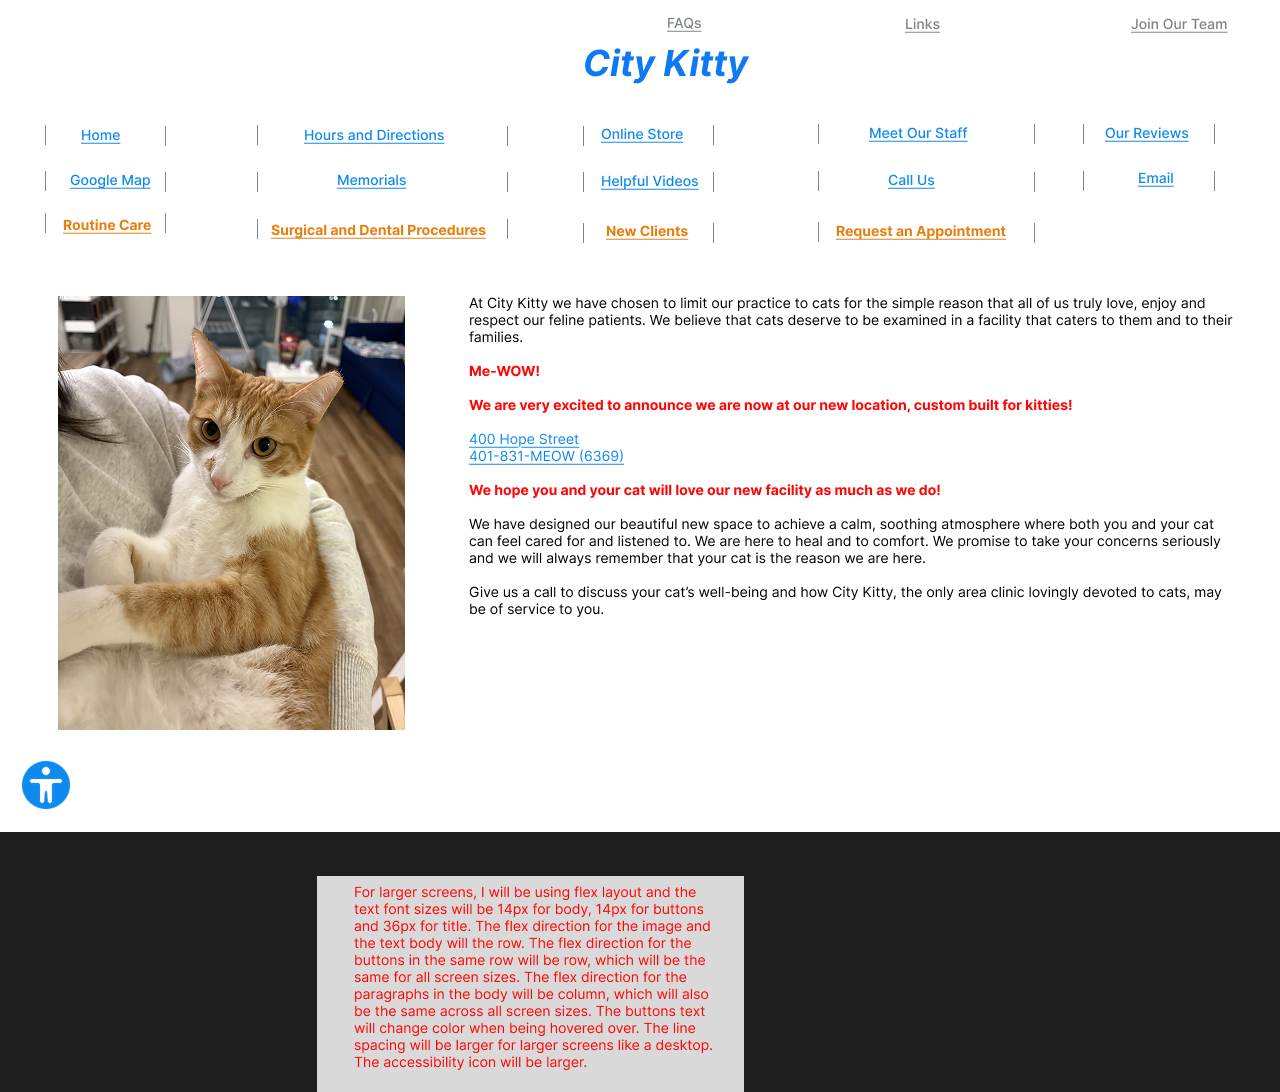 FAQs
Links
Join Our Team
City Kitty
Home
Hours and Directions
Online Store
Meet Our Staff
Our Reviews
Google Map
Memorials
Helpful Videos
Call Us
Email
Routine Care
Surgical and Dental Procedures
New Clients
Request an Appointment
At City Kitty we have chosen to limit our practice to cats for the simple reason that all of us truly love, enjoy and
respect our feline patients. We believe that cats deserve to be examined in a facility that caters to them and to their
families.
Me-WOW!
We are very excited to announce we are now at our new location, custom built for kitties!
400 Hope Street
401-831-MEOW (6369)
We hope you and your cat will love our new facility as much as we do!
We have designed our beautiful new space to achieve a calm, soothing atmosphere where both you and your cat
can feel cared for and listened to. We are here to heal and to comfort. We promise to take your concerns seriously
and we will always remember that your cat is the reason we are here.
Give us a call to discuss your cat’s well-being and how City Kitty, the only area clinic lovingly devoted to cats, may
be of service to you.
For larger screens, I will be using flex layout and the
text font sizes will be 14px for body, 14px for buttons
and 36px for title. The flex direction for the image and
the text body will the row. The flex direction for the
buttons in the same row will be row, which will be the
same for all screen sizes. The flex direction for the
paragraphs in the body will be column, which will also
be the same across all screen sizes. The buttons text
will change color when being hovered over. The line
spacing will be larger for larger screens like a desktop.
The accessibility icon will be larger.